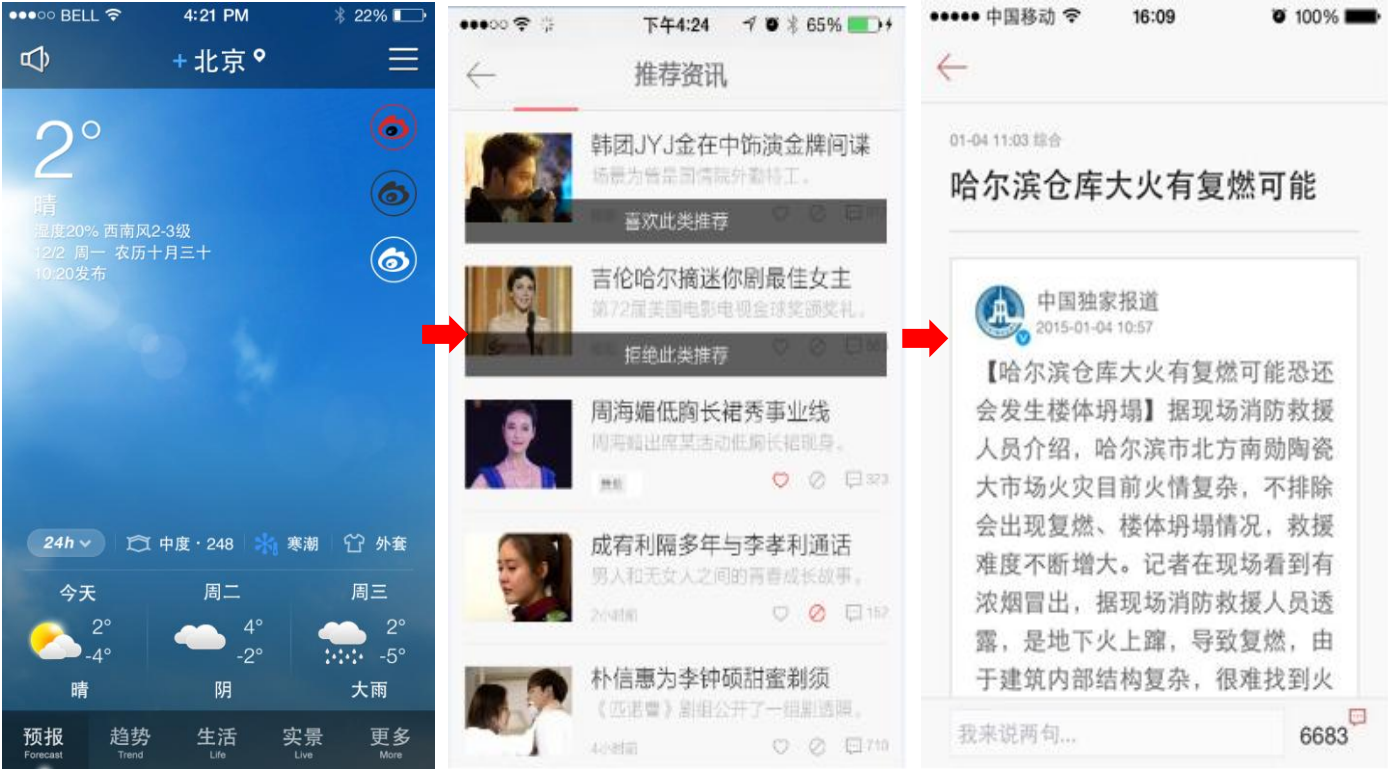 BELL 4:21 PM 22%
+ 北京
2°
晴
湿度20% 西南风2-3级
12/2 周一 农历十月三十
10:20发布
24h 中度·248 寒潮 外套
今天 周二 周三
2° 4° 2°
-4° -2° -5°
晴 阴 大雨
预报 趋势 生活 实景 更多
Forecast Trend Life Live More
下午4:24 65%
推荐资讯
韩团JYJ金在中饰演金牌间谍
场景为曾是国情院外勤特工。
喜欢此类推荐
吉伦哈尔摘迷你剧最佳女主
第72届美国电影电视金球奖颁奖礼。
拒绝此类推荐
周海媚低胸长裙秀事业线
周海媚出席某活动低胸长裙现身。
323
成宥利隔多年与李孝利通话
男人和无女人之间的青春成长故事。
2小时前 157
朴信惠为李钟硕甜蜜剃须
《匹诺曹》剧组公开了一组剧透照。
4小时前 710
中国移动 16:09 100%
01-04 11:03 综合
哈尔滨仓库大火有复燃可能
中国独家报道
2015-01-04 10:57
【哈尔滨仓库大火有复燃可能恐还
会发生楼体坍塌】据现场消防救援
人员介绍，哈尔滨市北方南勋陶瓷
大市场火灾目前火情复杂，不排除
会出现复燃、楼体坍塌情况，救援
难度不断增大。记者在现场看到有
浓烟冒出，据现场消防救援人员透
露，是地下火上蹿，导致复燃，由
于建筑内部结构复杂，很难找到火
我来说两句... 6683